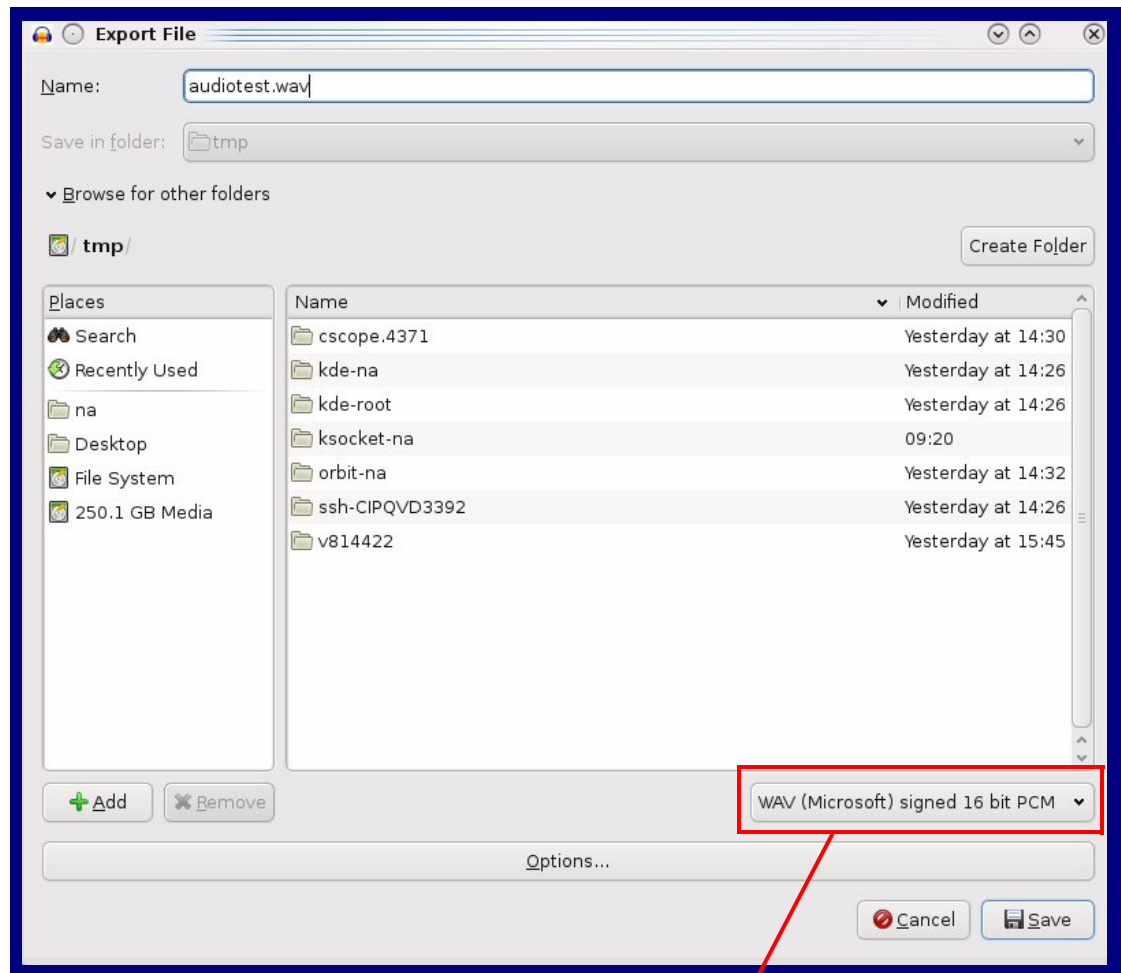 Export File
Name: audiotest.wav
Save in folder: tmp
Browse for other folders
/ tmp/
Create Folder
Places
Search
Recently Used
na
Desktop
File System
250.1 GB Media
Name Modified
cscope.4371 Yesterday at 14:30
kde-na Yesterday at 14:26
kde-root Yesterday at 14:26
ksocket-na 09:20
orbit-na Yesterday at 14:32
ssh-CIPQVD3392 Yesterday at 14:26
v814422 Yesterday at 15:45
Add Remove
WAV (Microsoft) signed 16 bit PCM
Options...
Cancel Save